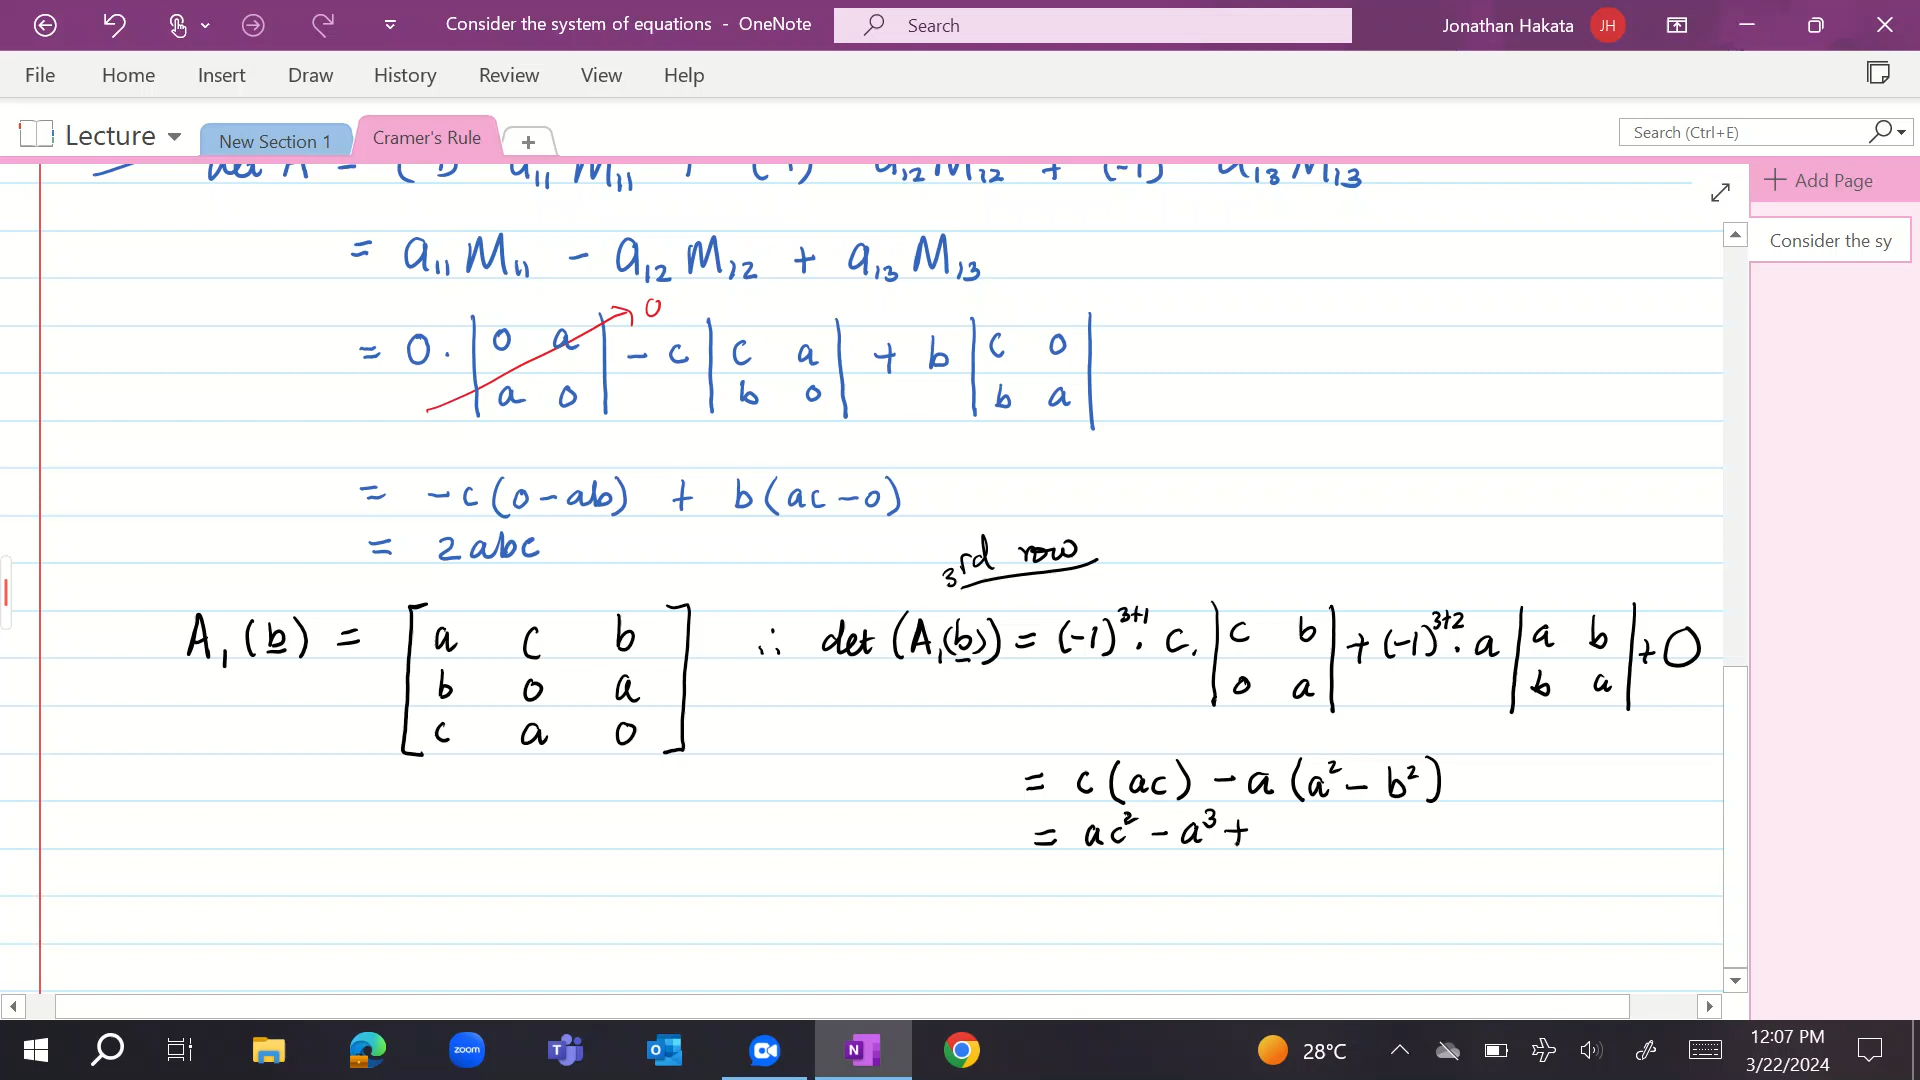 Consider the system of equations - OneNote
Search
Jonathan Hakata JH
File Home Insert Draw History Review View Help
Lecture New Section 1 Cramer's Rule +
Search (Ctrl+E)
Add Page
Consider the sy
= a₁₁ M₁₁ - a₁₂ M₁₂ + a₁₃ M₁₃
0
= 0 · | 0 a | - c | c a | + b | c 0 |
| a 0 | | b 0 | | b a |
= -c(0-ab) + b(ac-0)
= 2abc
3rd row
A₁(b) = [ a c b ] ∴ det (A₁(b)) = (-1)³⁺¹ · c. | c b | + (-1)³⁺² · a | a b | + 0
b 0 a | 0 a | | b a |
c a 0
= c(ac) - a(a² - b²)
= ac² - a³ +
zoom
28°C
12:07 PM
3/22/2024